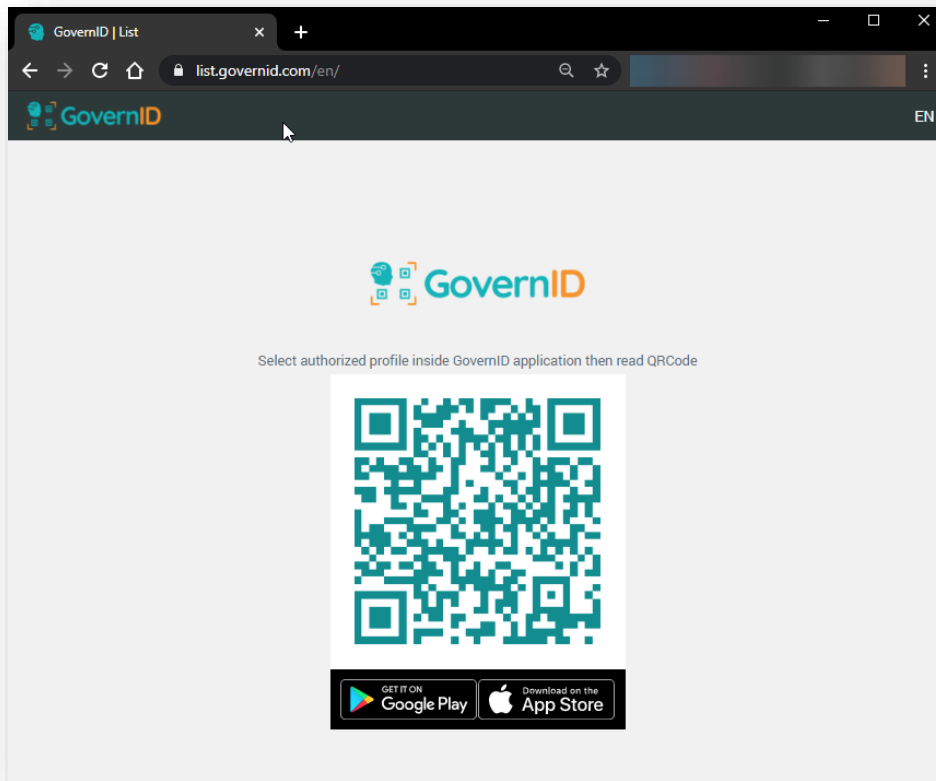 GovernID | List
list.governid.com/en/
GovernID
EN
GovernID
Select authorized profile inside GovernID application then read QRCode
GET IT ON
Google Play
Download on the
App Store